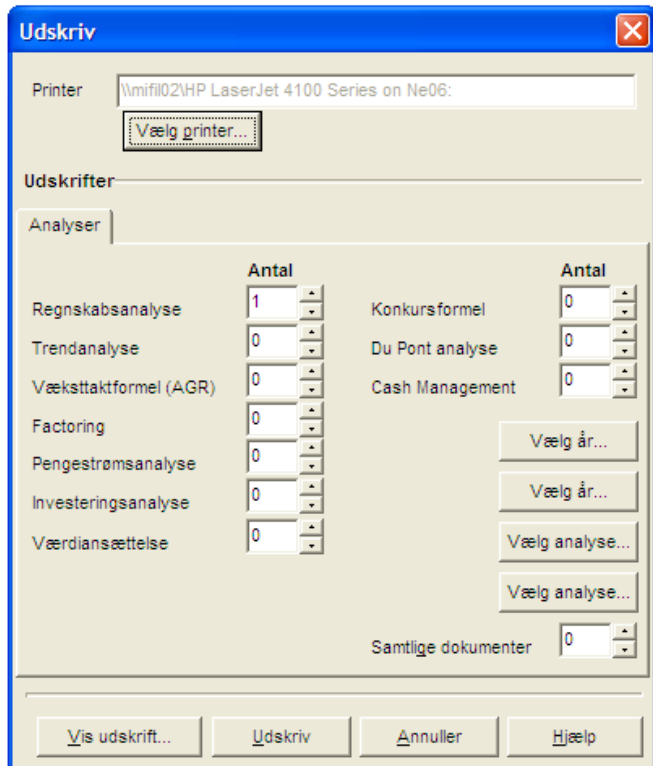 Udskriv
Printer \\mifil02\HP LaserJet 4100 Series on Ne06:
Vælg printer...
Udskrifter
Analyser
Antal Antal
Regnskabsanalyse 1 Konkursformel 0
Trendanalyse 0 Du Pont analyse 0
Væksttaktformel (AGR) 0 Cash Management 0
Factoring 0
Vælg år...
Pengestrømsanalyse 0
Vælg år...
Investeringsanalyse 0
Værdiansættelse 0 Vælg analyse...
Vælg analyse...
Samtlige dokumenter 0
Vis udskrift... Udskriv Annuller Hjælp